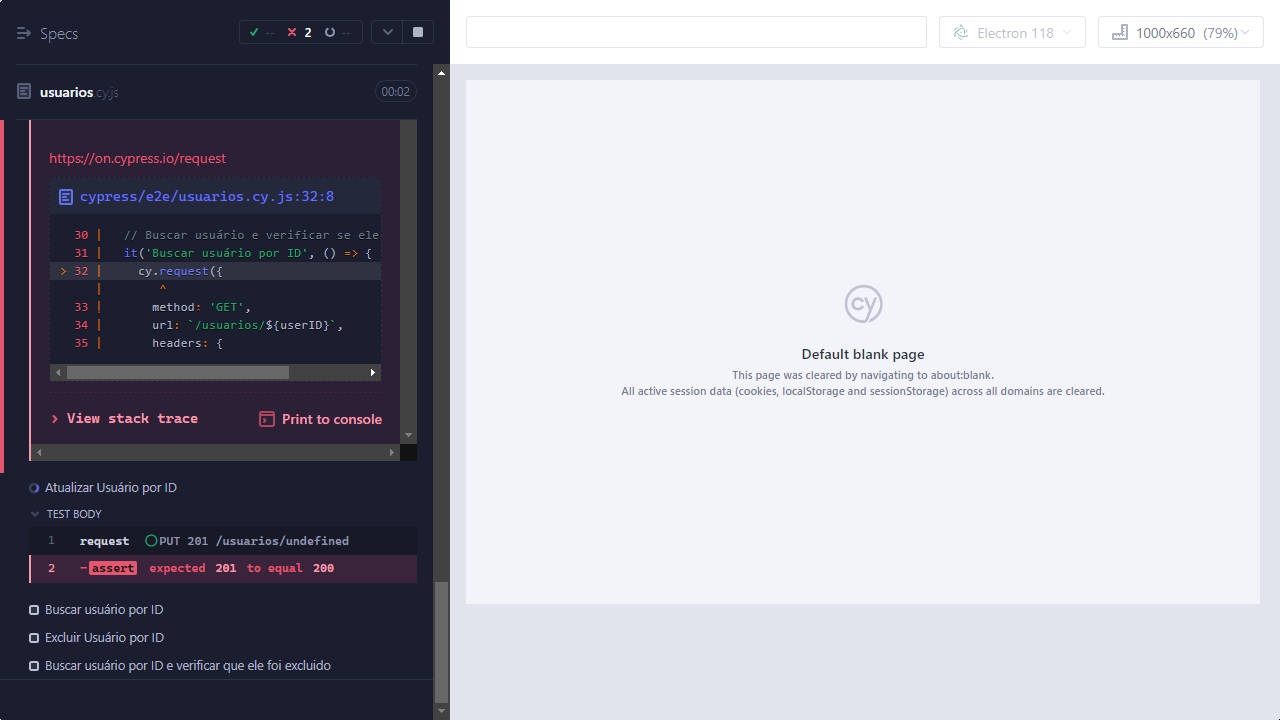 Specs
-- 2 --
Electron 118
1000x660 (79%)
usuarios.cy.js
00:02
https://on.cypress.io/request
cypress/e2e/usuarios.cy.js:32:8
30 | // Buscar usuário e verificar se ele
31 | it('Buscar usuário por ID', () => {
> 32 | cy.request({
| ^
33 | method: 'GET',
34 | url: `/usuarios/${userID}`,
35 | headers: {
View stack trace
Print to console
Atualizar Usuário por ID
TEST BODY
1 request PUT 201 /usuarios/undefined
2 -assert expected 201 to equal 200
Buscar usuário por ID
Excluir Usuário por ID
Buscar usuário por ID e verificar que ele foi excluido
cy
Default blank page
This page was cleared by navigating to about:blank.
All active session data (cookies, localStorage and sessionStorage) across all domains are cleared.